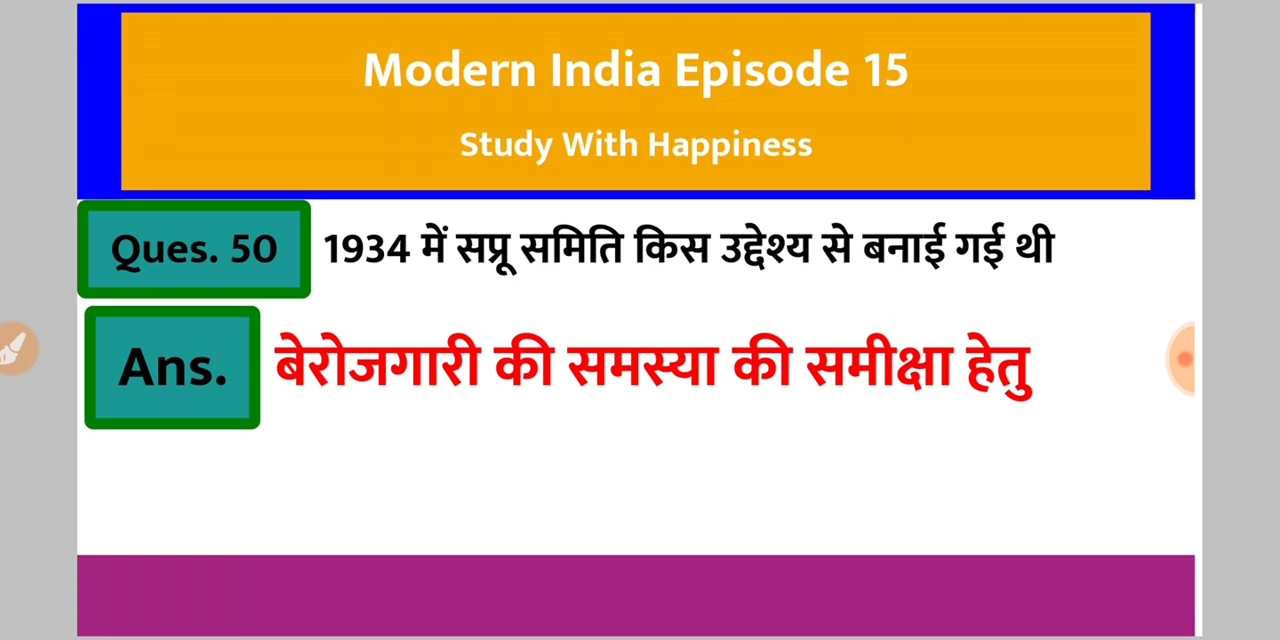 Modern India Episode 15
Study With Happiness
Ques. 50 1934 में सप्रू समिति किस उद्देश्य से बनाई गई थी
Ans. बेरोजगारी की समस्या की समीक्षा हेतु